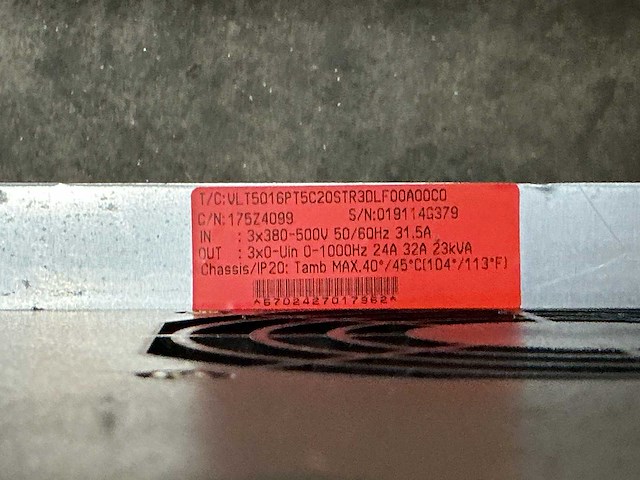 T/C:VLT5016PT5C20STR3DLF00A00C0
C/N:175Z4099 S/N:019114G379
IN : 3x380-500V 50/60Hz 31.5A
OUT : 3x0-Uin 0-1000Hz 24A 32A 23kVA
Chassis/IP20: Tamb MAX.40°/45°C(104°/113°F)
*6702427017962*